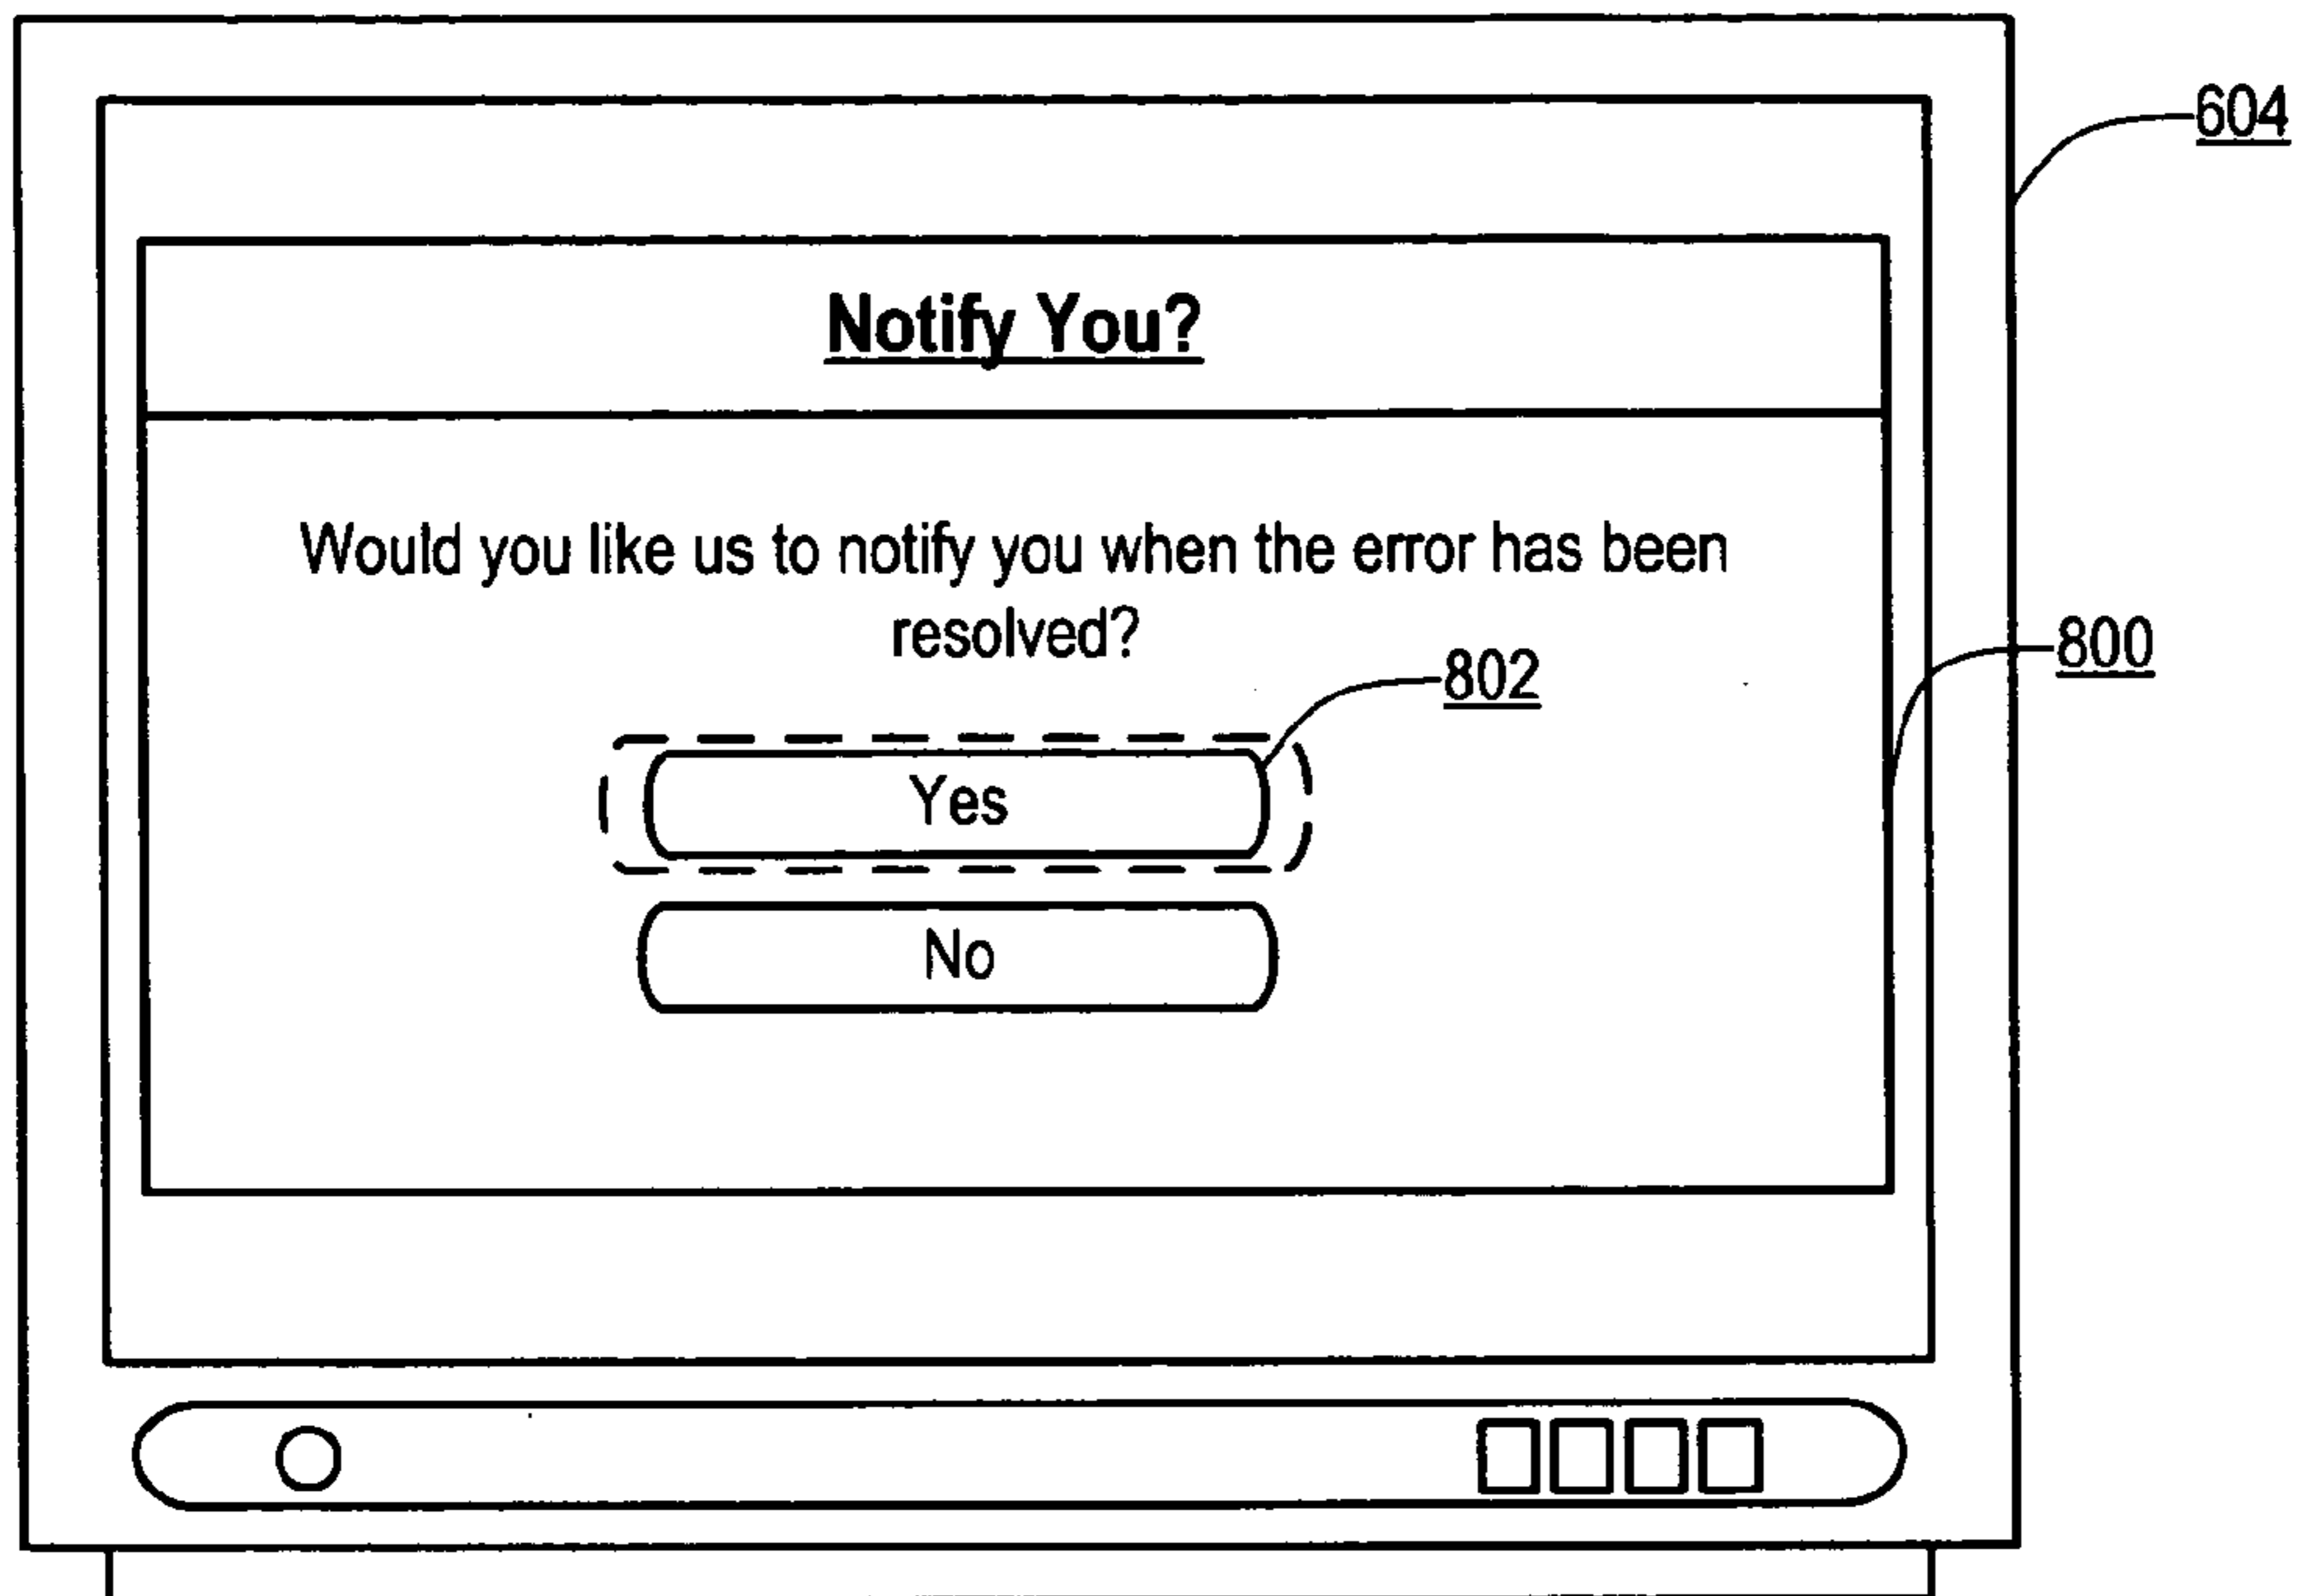 604
Notify You?
Would you like us to notify you when the error has been
resolved?
800
802
Yes
No